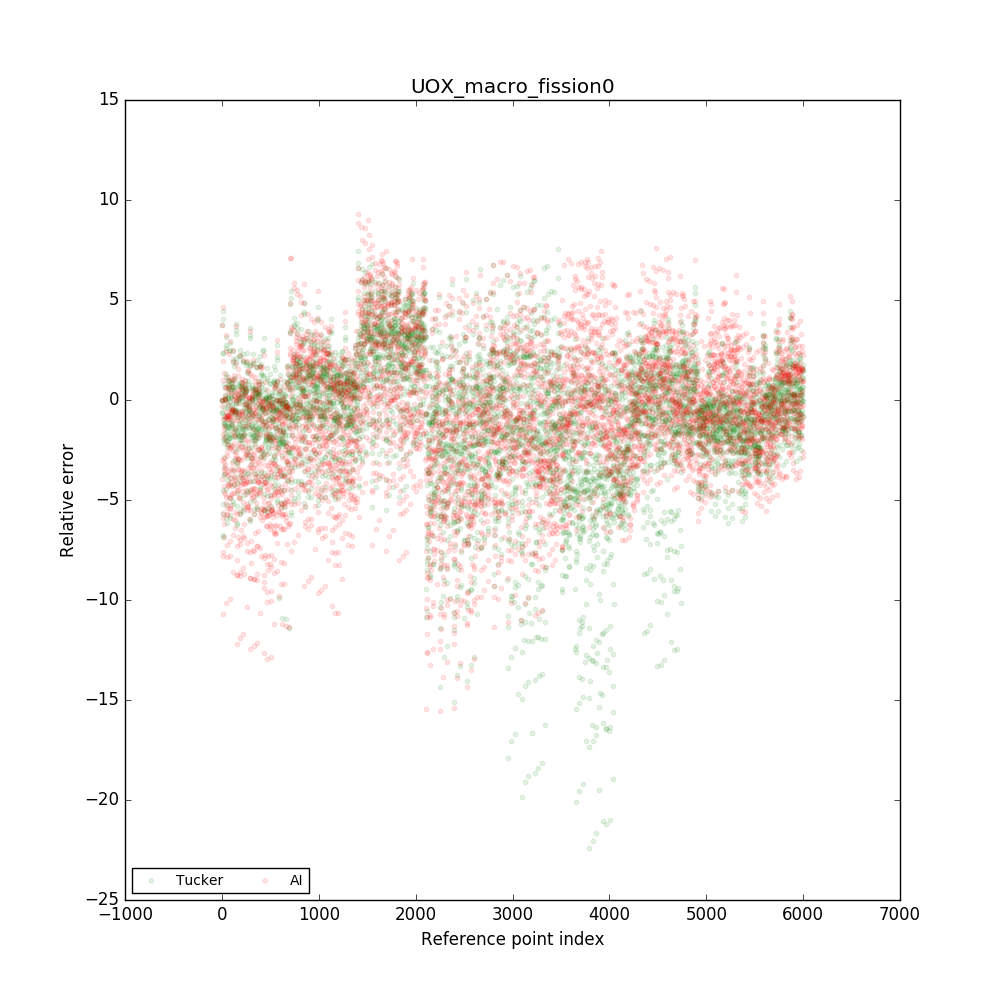 UOX_macro_fission0
15
10
5
0
−5
−10
−15
−20
−25
Relative error
Tucker AI
−1000 0 1000 2000 3000 4000 5000 6000 7000
Reference point index